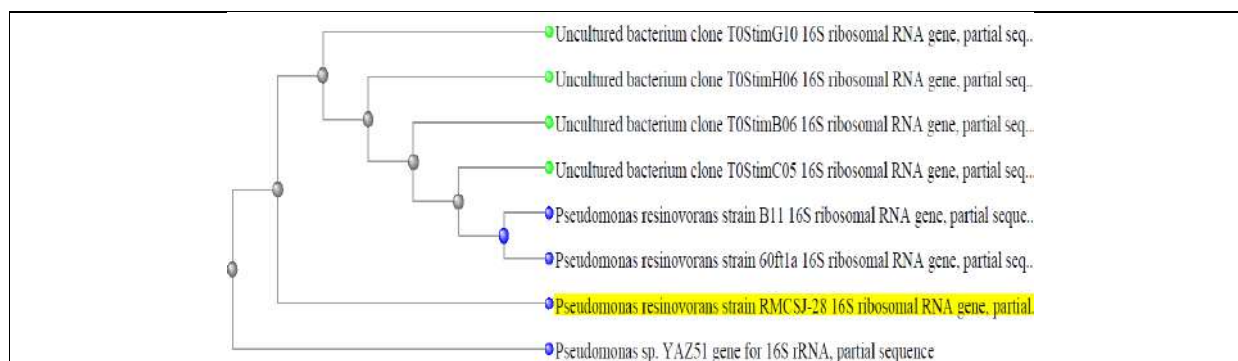 Uncultured bacterium clone T0StimG10 16S ribosomal RNA gene, partial seq..
Uncultured bacterium clone T0StimH06 16S ribosomal RNA gene, partial seq..
Uncultured bacterium clone T0StimB06 16S ribosomal RNA gene, partial seq..
Uncultured bacterium clone T0StimC05 16S ribosomal RNA gene, partial seq...
Pseudomonas resinovorans strain B11 16S ribosomal RNA gene, partial seque..
Pseudomonas resinovorans strain 60ft1a 16S ribosomal RNA gene, partial seq..
Pseudomonas resinovorans strain RMCSJ-28 16S ribosomal RNA gene, partial.
Pseudomonas sp. YAZ51 gene for 16S rRNA, partial sequence